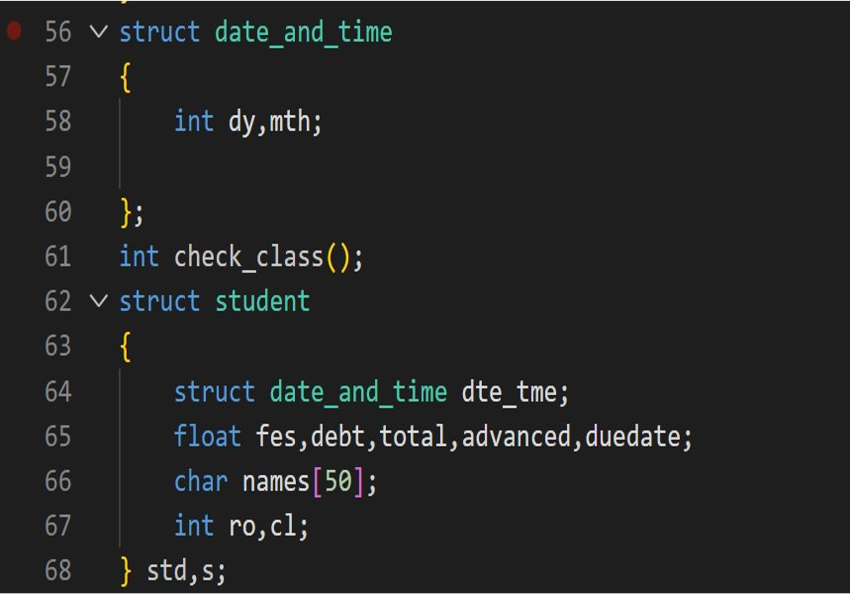 56 struct date_and_time
57 {
58 int dy,mth;
59
60 };
61 int check_class();
62 struct student
63 {
64 struct date_and_time dte_tme;
65 float fes,debt,total,advanced,duedate;
66 char names[50];
67 int ro,cl;
68 } std,s;